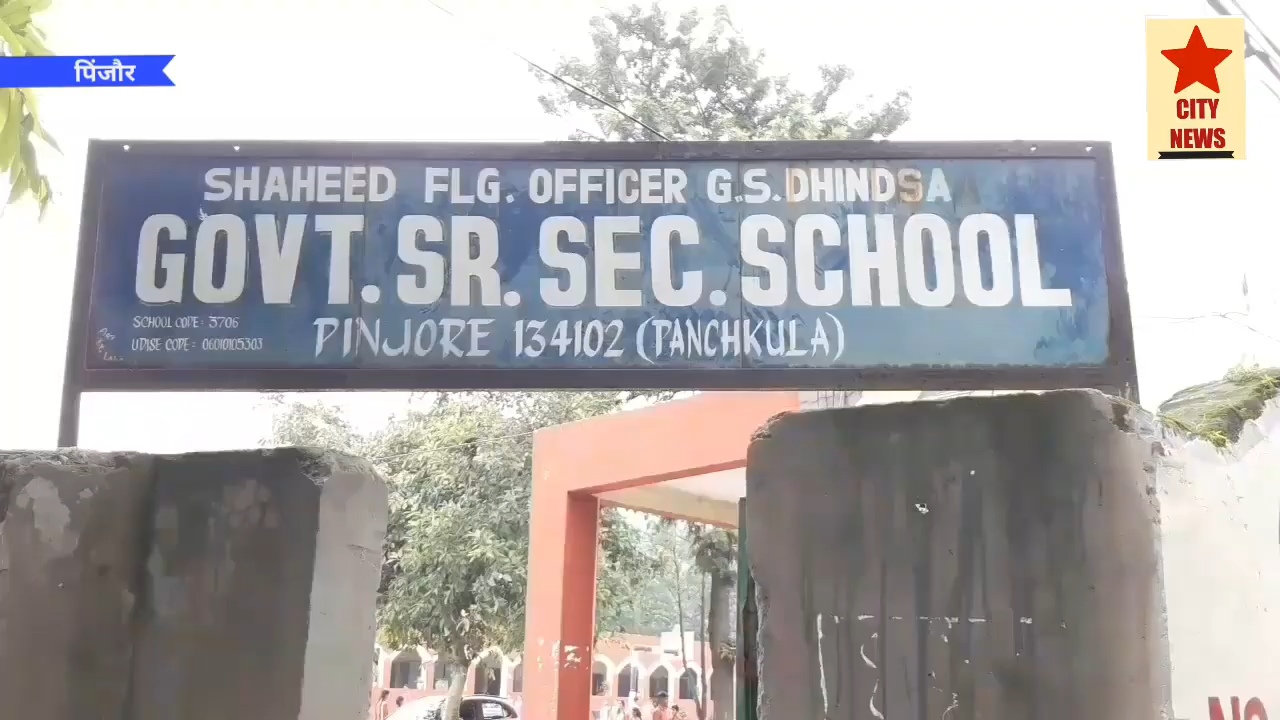 पिंजौर
CITY
NEWS
SHAHEED FLG. OFFICER G.S.DHINDSA
GOVT. SR. SEC. SCHOOL
SCHOOL CODE= 3706
UDISE CODE= 06010105303
PINJORE 134102 (PANCHKULA)
NO